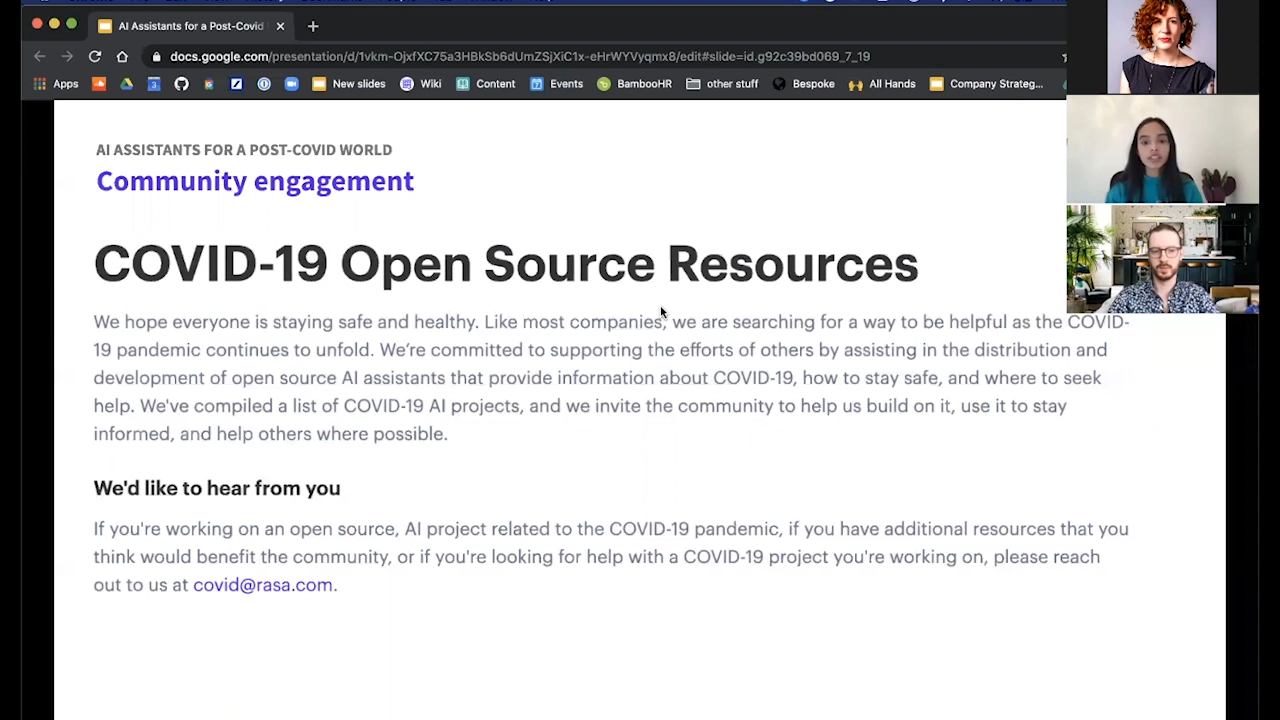 AI Assistants for a Post-Covid
docs.google.com/presentation/d/1vkm-OjxfXC75a3HBkSb6dUmZSjXiC1x-eHrWYVyqmx8/edit#slide=id.g92c39bd069_7_19
Apps New slides Wiki Content Events BambooHR other stuff Bespoke All Hands Company Strateg...
AI ASSISTANTS FOR A POST-COVID WORLD
Community engagement
COVID-19 Open Source Resources
We hope everyone is staying safe and healthy. Like most companies, we are searching for a way to be helpful as the COVID-
19 pandemic continues to unfold. We’re committed to supporting the efforts of others by assisting in the distribution and
development of open source AI assistants that provide information about COVID-19, how to stay safe, and where to seek
help. We've compiled a list of COVID-19 AI projects, and we invite the community to help us build on it, use it to stay
informed, and help others where possible.
We'd like to hear from you
If you're working on an open source, AI project related to the COVID-19 pandemic, if you have additional resources that you
think would benefit the community, or if you're looking for help with a COVID-19 project you're working on, please reach
out to us at covid@rasa.com.